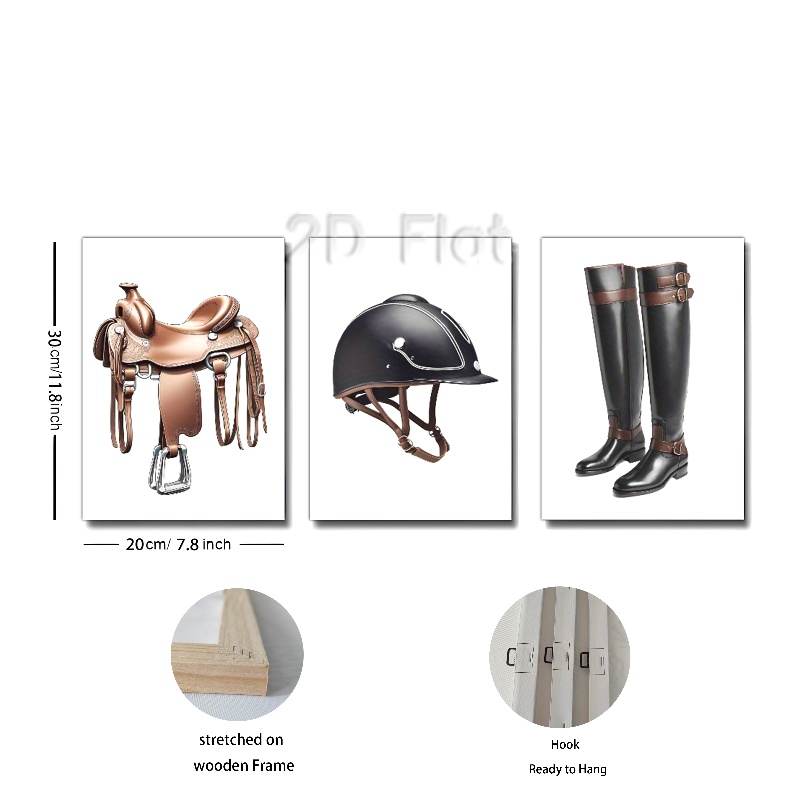 2D Flat
30cm/11.8inch
20cm/ 7.8 inch
stretched on
wooden Frame
Hook
Ready to Hang